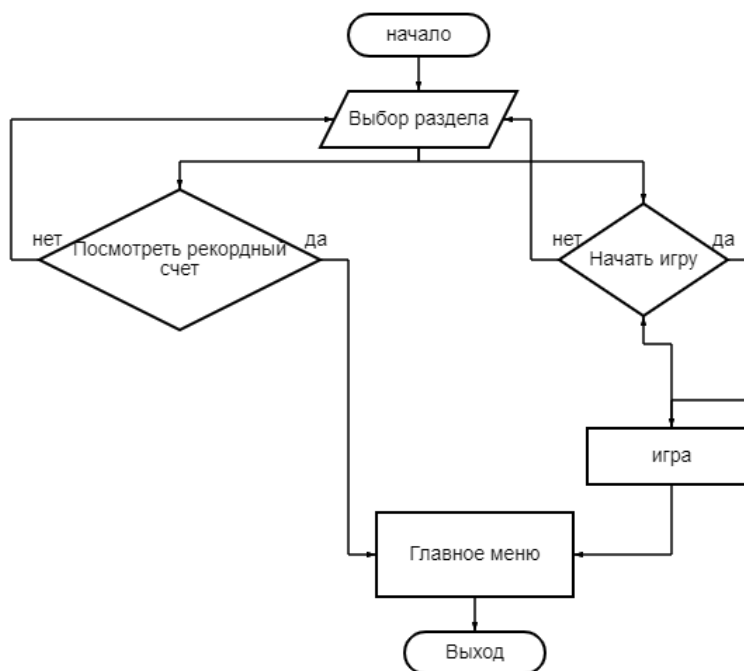 начало
Выбор раздела
нет
Посмотреть рекордный
счет
да
нет
Начать игру
да
игра
Главное меню
Выход